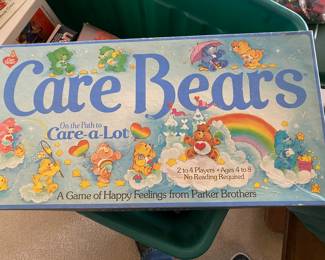 Care Bears
On the Path to
Care-a-Lot
2 to 4 Players • Ages 4 to 8
No Reading Required
A Game of Happy Feelings from Parker Brothers